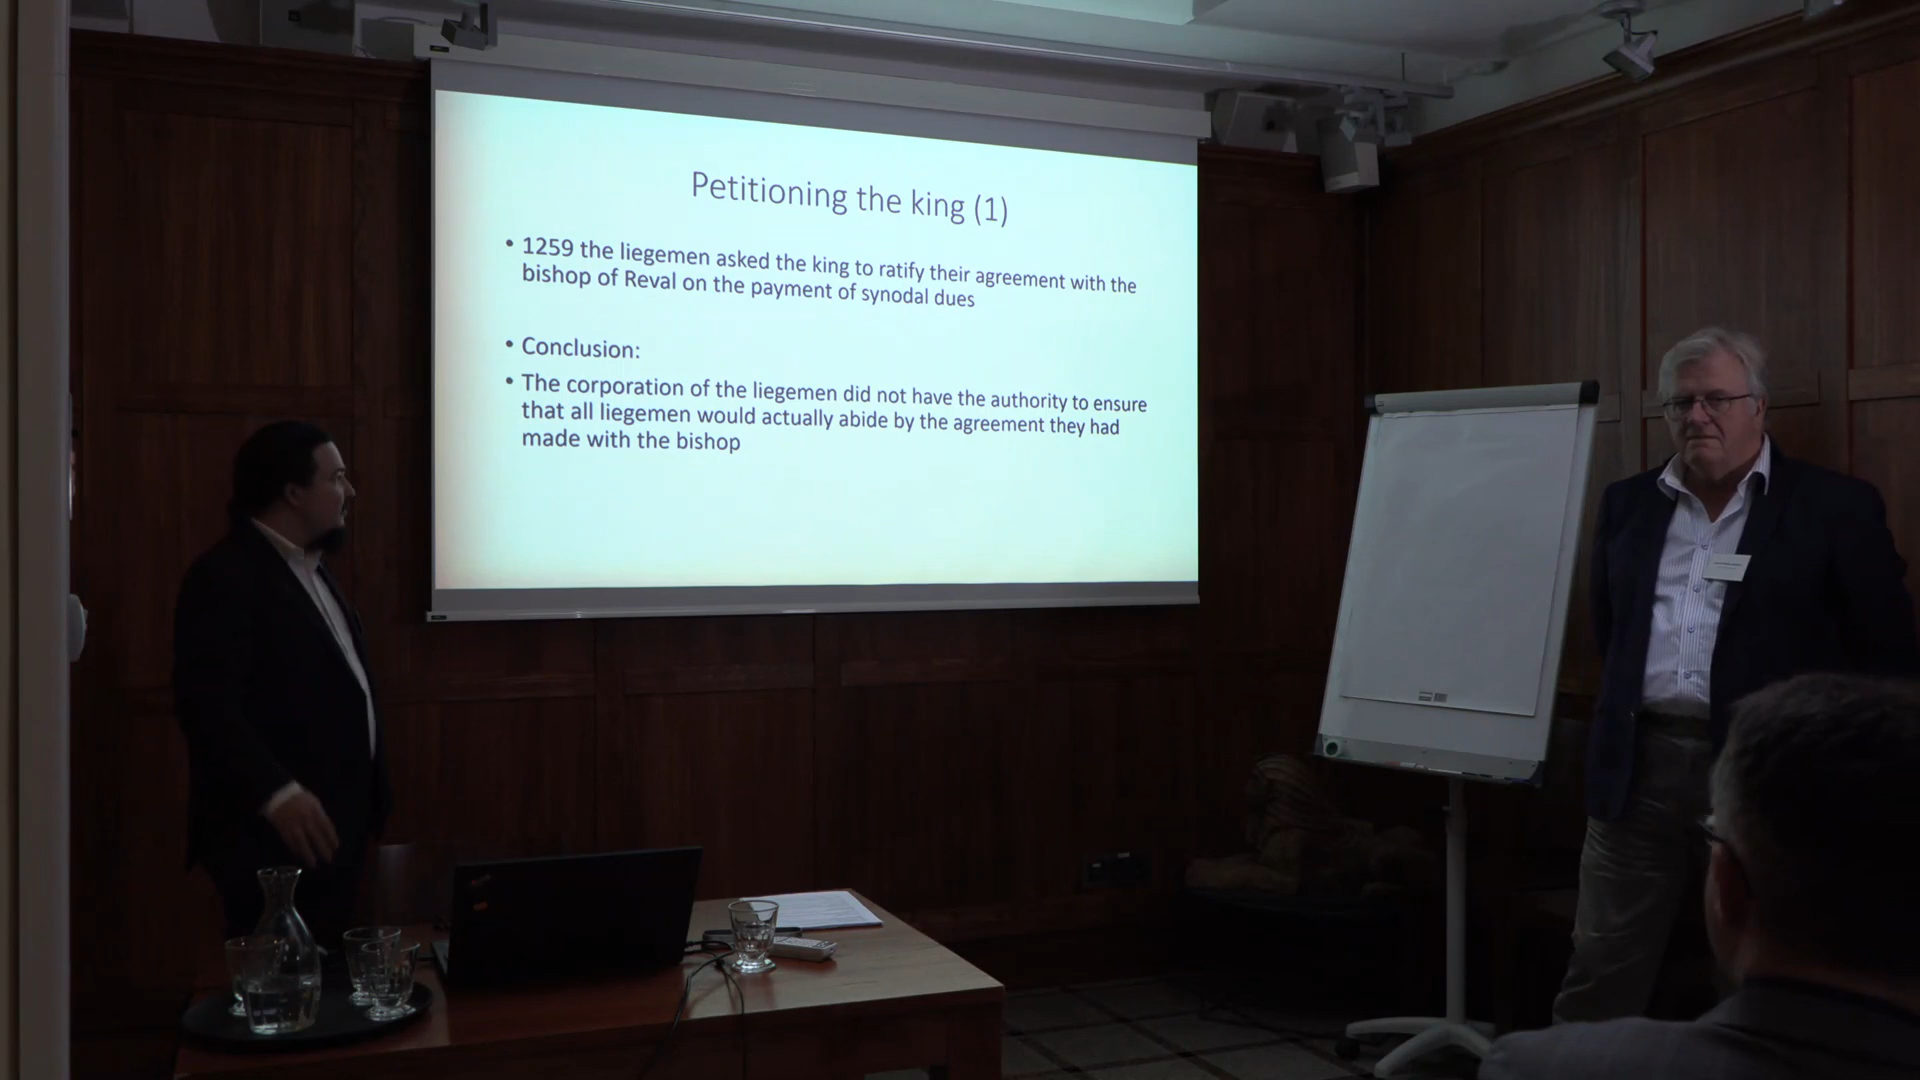 Petitioning the king (1)
• 1259 the liegemen asked the king to ratify their agreement with the
bishop of Reval on the payment of synodal dues
• Conclusion:
• The corporation of the liegemen did not have the authority to ensure
that all liegemen would actually abide by the agreement they had
made with the bishop